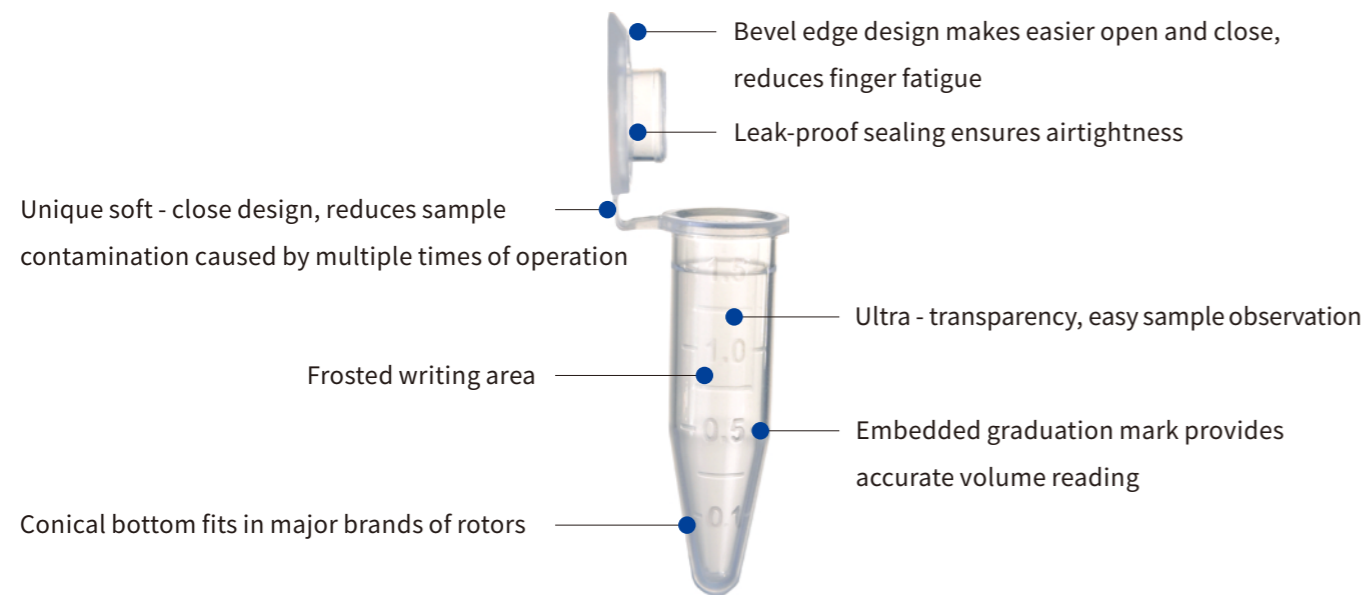 Bevel edge design makes easier open and close,
reduces finger fatigue
Leak-proof sealing ensures airtightness
Unique soft - close design, reduces sample
contamination caused by multiple times of operation
1.5
Ultra - transparency, easy sample observation
1.0
Frosted writing area
0.5
Embedded graduation mark provides
accurate volume reading
0.1
Conical bottom fits in major brands of rotors